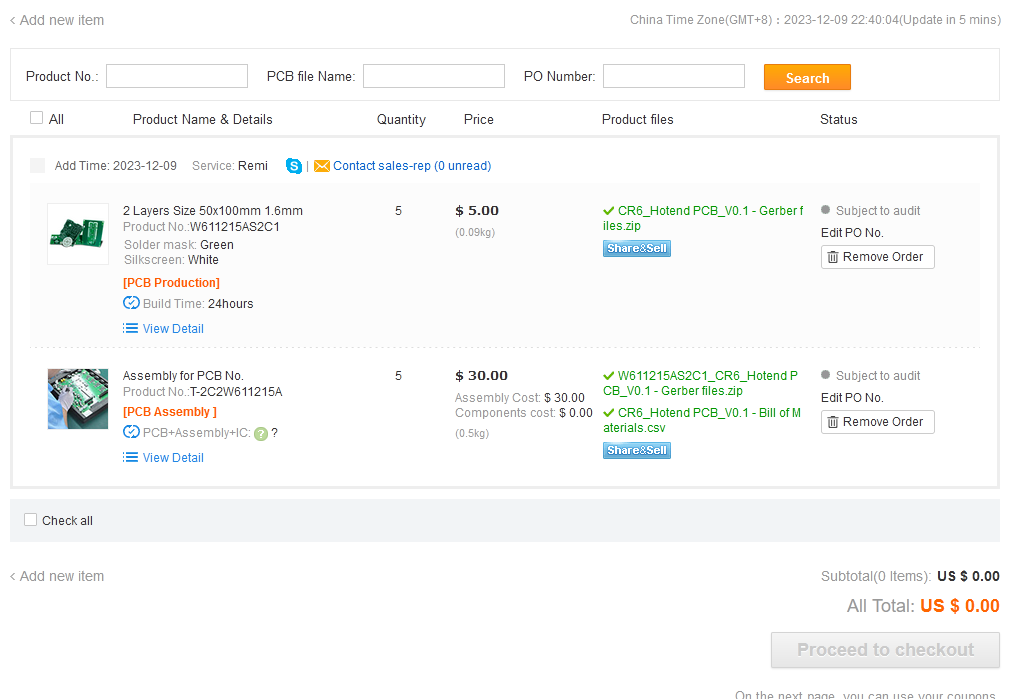 < Add new item
China Time Zone(GMT+8) : 2023-12-09 22:40:04(Update in 5 mins)
Product No.: PCB file Name: PO Number: Search
All Product Name & Details Quantity Price Product files Status
Add Time: 2023-12-09 Service: Remi | Contact sales-rep (0 unread)
2 Layers Size 50x100mm 1.6mm
Product No.:W611215AS2C1
Solder mask: Green
Silkscreen: White
[PCB Production]
Build Time: 24hours
View Detail
5
$ 5.00
(0.09kg)
CR6_Hotend PCB_V0.1 - Gerber f
iles.zip
Share&Sell
Subject to audit
Edit PO No.
Remove Order
Assembly for PCB No.
Product No.:T-2C2W611215A
[PCB Assembly ]
PCB+Assembly+IC: ? ?
View Detail
5
$ 30.00
Assembly Cost: $ 30.00
Components cost: $ 0.00
(0.5kg)
W611215AS2C1_CR6_Hotend P
CB_V0.1 - Gerber files.zip
CR6_Hotend PCB_V0.1 - Bill of M
aterials.csv
Share&Sell
Subject to audit
Edit PO No.
Remove Order
Check all
< Add new item
Subtotal(0 Items): US $ 0.00
All Total: US $ 0.00
Proceed to checkout
On the next page, you can use your coupons.